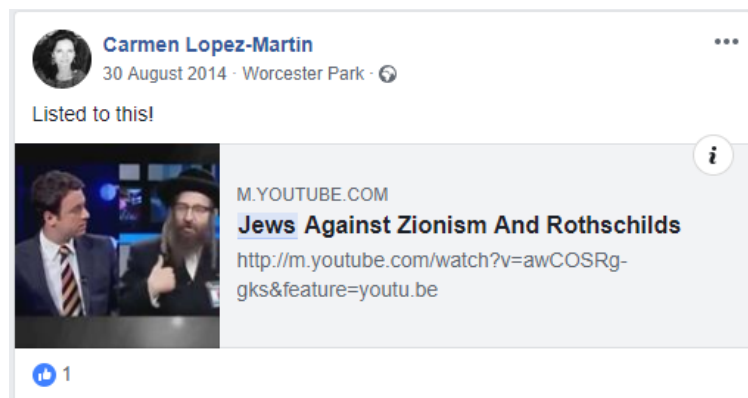 Carmen Lopez-Martin
30 August 2014 · Worcester Park ·
Listed to this!
i
M.YOUTUBE.COM
Jews Against Zionism And Rothschilds
http://m.youtube.com/watch?v=awCOSRg-
gks&feature=youtu.be
1